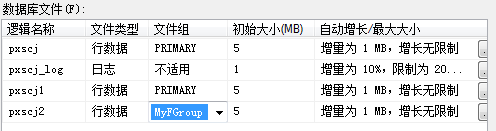 数据库文件(F):
逻辑名称 文件类型 文件组 初始大小(MB) 自动增长/最大大小
pxscj 行数据 PRIMARY 5 增量为 1 MB，增长无限制 ...
pxscj_log 日志 不适用 1 增量为 10%，限制为 20... ...
pxscj1 行数据 PRIMARY 5 增量为 1 MB，增长无限制 ...
pxscj2 行数据 MyFGroup 5 增量为 1 MB，增长无限制 ...